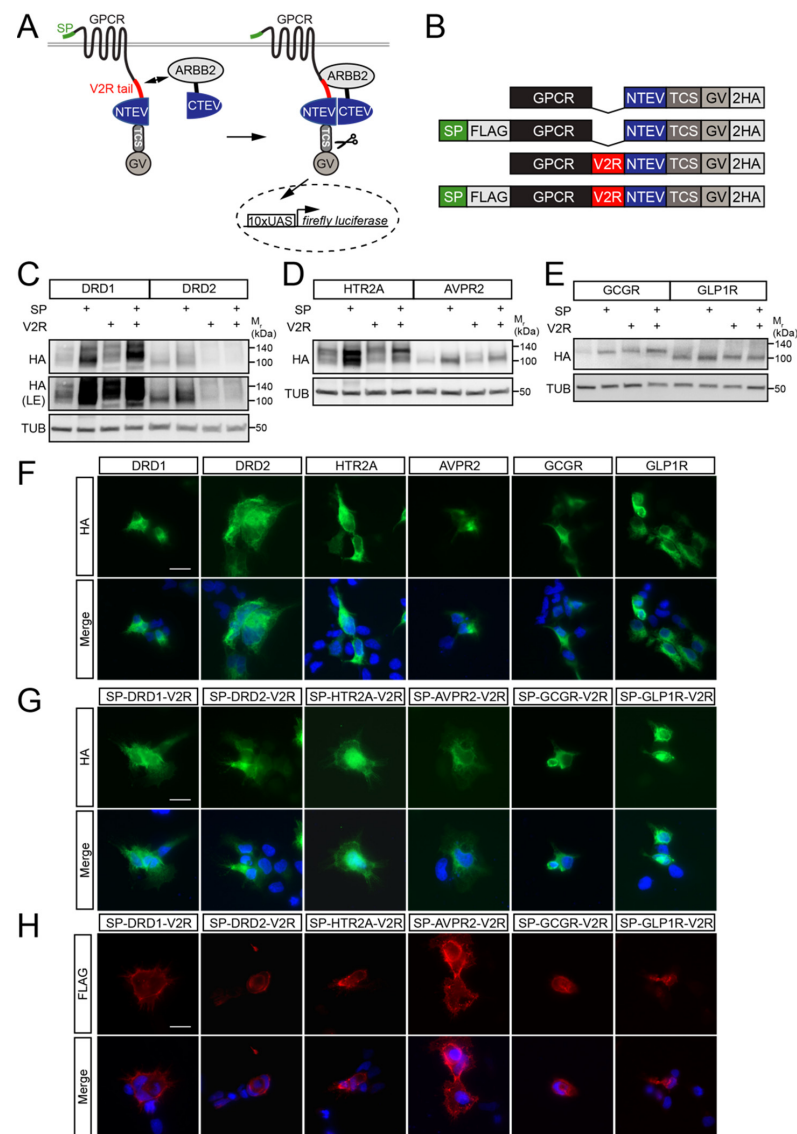 A
SP
GPCR
GPCR
V2R tail
ARBB2
ARBB2
NTEV
CTEV
NTEV
CTEV
TCS
TCS
GV
GV
10xUAS
firefly luciferase
B
GPCR NTEV TCS GV 2HA
SP FLAG GPCR NTEV TCS GV 2HA
GPCR V2R NTEV TCS GV 2HA
SP FLAG GPCR V2R NTEV TCS GV 2HA
C
DRD1 DRD2
SP + + + +
V2R + + + +
Mr
(kDa)
HA
140
100
HA
(LE)
140
100
TUB
50
D
HTR2A AVPR2
SP + + + +
V2R + + + +
Mr
(kDa)
HA
140
100
TUB
50
E
GCGR GLP1R
SP + + + +
V2R + + + +
Mr
(kDa)
HA
140
100
TUB
50
F
DRD1 DRD2 HTR2A AVPR2 GCGR GLP1R
HA
Merge
G
SP-DRD1-V2R SP-DRD2-V2R SP-HTR2A-V2R SP-AVPR2-V2R SP-GCGR-V2R SP-GLP1R-V2R
HA
Merge
H
SP-DRD1-V2R SP-DRD2-V2R SP-HTR2A-V2R SP-AVPR2-V2R SP-GCGR-V2R SP-GLP1R-V2R
FLAG
Merge